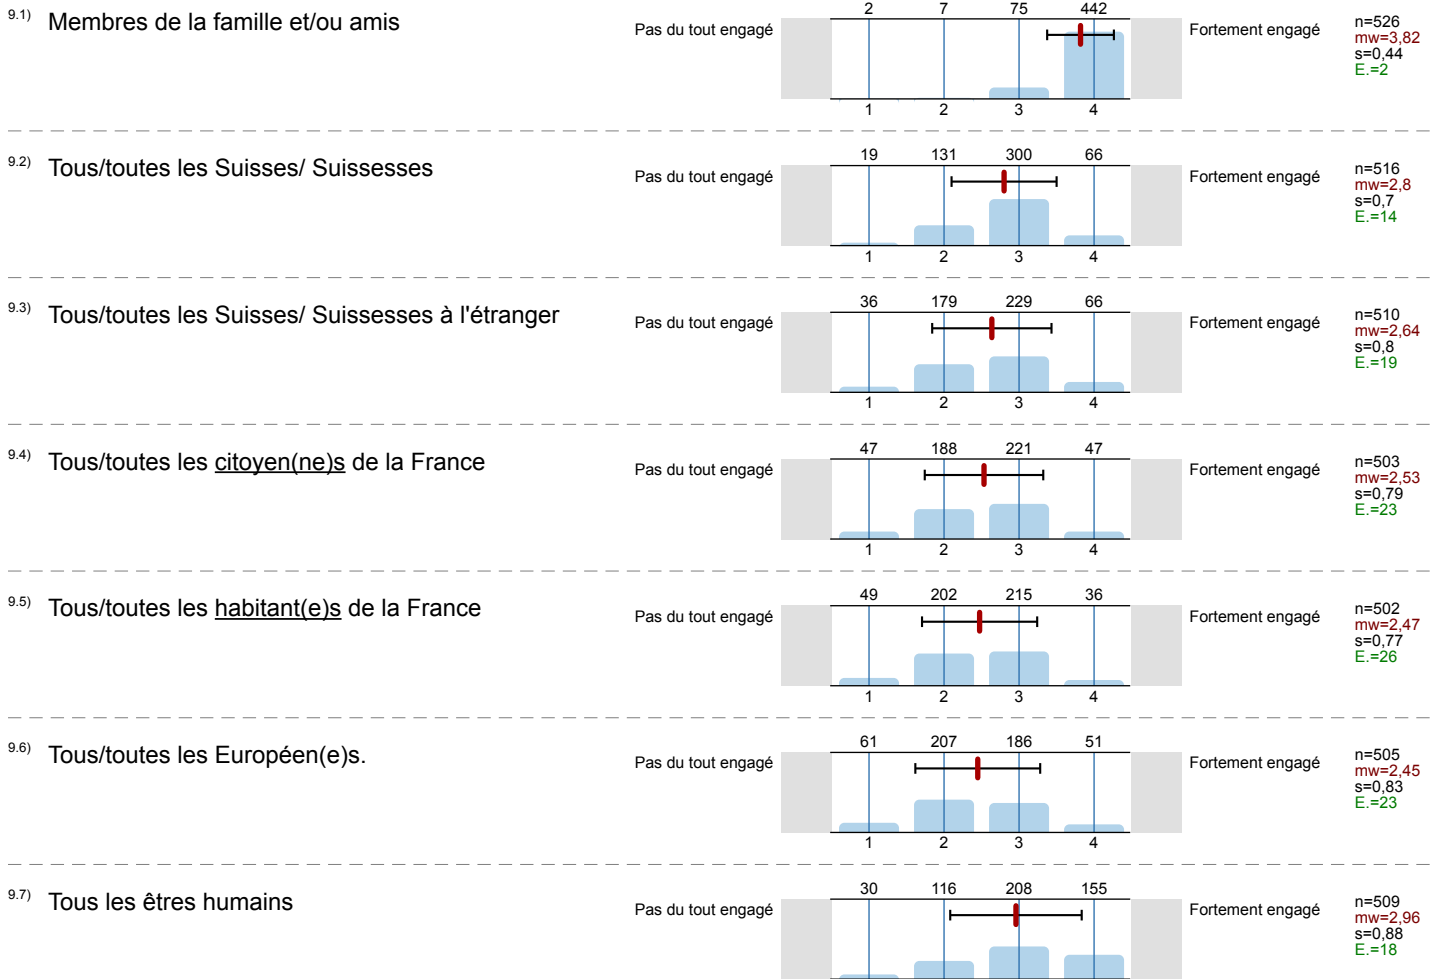 9.1) Membres de la famille et/ou amis
Pas du tout engagé
2 7 75 442
1 2 3 4
Fortement engagé
n=526
mw=3,82
s=0,44
E.=2
9.2) Tous/toutes les Suisses/ Suissesses
Pas du tout engagé
19 131 300 66
1 2 3 4
Fortement engagé
n=516
mw=2,8
s=0,7
E.=14
9.3) Tous/toutes les Suisses/ Suissesses à l'étranger
Pas du tout engagé
36 179 229 66
1 2 3 4
Fortement engagé
n=510
mw=2,64
s=0,8
E.=19
9.4) Tous/toutes les citoyen(ne)s de la France
Pas du tout engagé
47 188 221 47
1 2 3 4
Fortement engagé
n=503
mw=2,53
s=0,79
E.=23
9.5) Tous/toutes les habitant(e)s de la France
Pas du tout engagé
49 202 215 36
1 2 3 4
Fortement engagé
n=502
mw=2,47
s=0,77
E.=26
9.6) Tous/toutes les Européen(e)s.
Pas du tout engagé
61 207 186 51
1 2 3 4
Fortement engagé
n=505
mw=2,45
s=0,83
E.=23
9.7) Tous les êtres humains
Pas du tout engagé
30 116 208 155
Fortement engagé
n=509
mw=2,96
s=0,88
E.=18